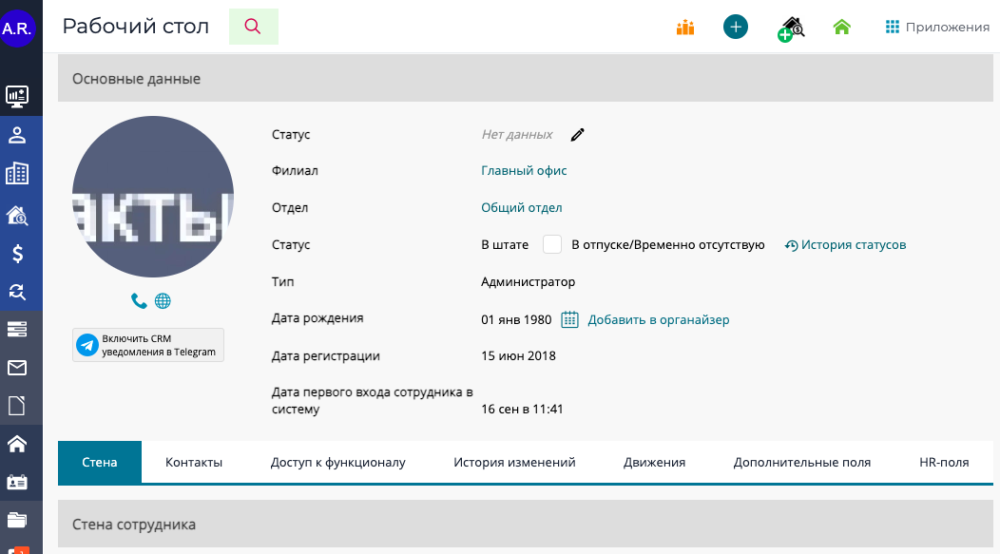 A.R.
Рабочий стол
Приложения
Основные данные
акты
Включить CRM
уведомления в Telegram
Статус Нет данных
Филиал Главный офис
Отдел Общий отдел
Статус В штате В отпуске/Временно отсутствую История статусов
Тип Администратор
Дата рождения 01 янв 1980 Добавить в органайзер
Дата регистрации 15 июн 2018
Дата первого входа сотрудника в
систему 16 сен в 11:41
Стена Контакты Доступ к функционалу История изменений Движения Дополнительные поля HR-поля
Стена сотрудника